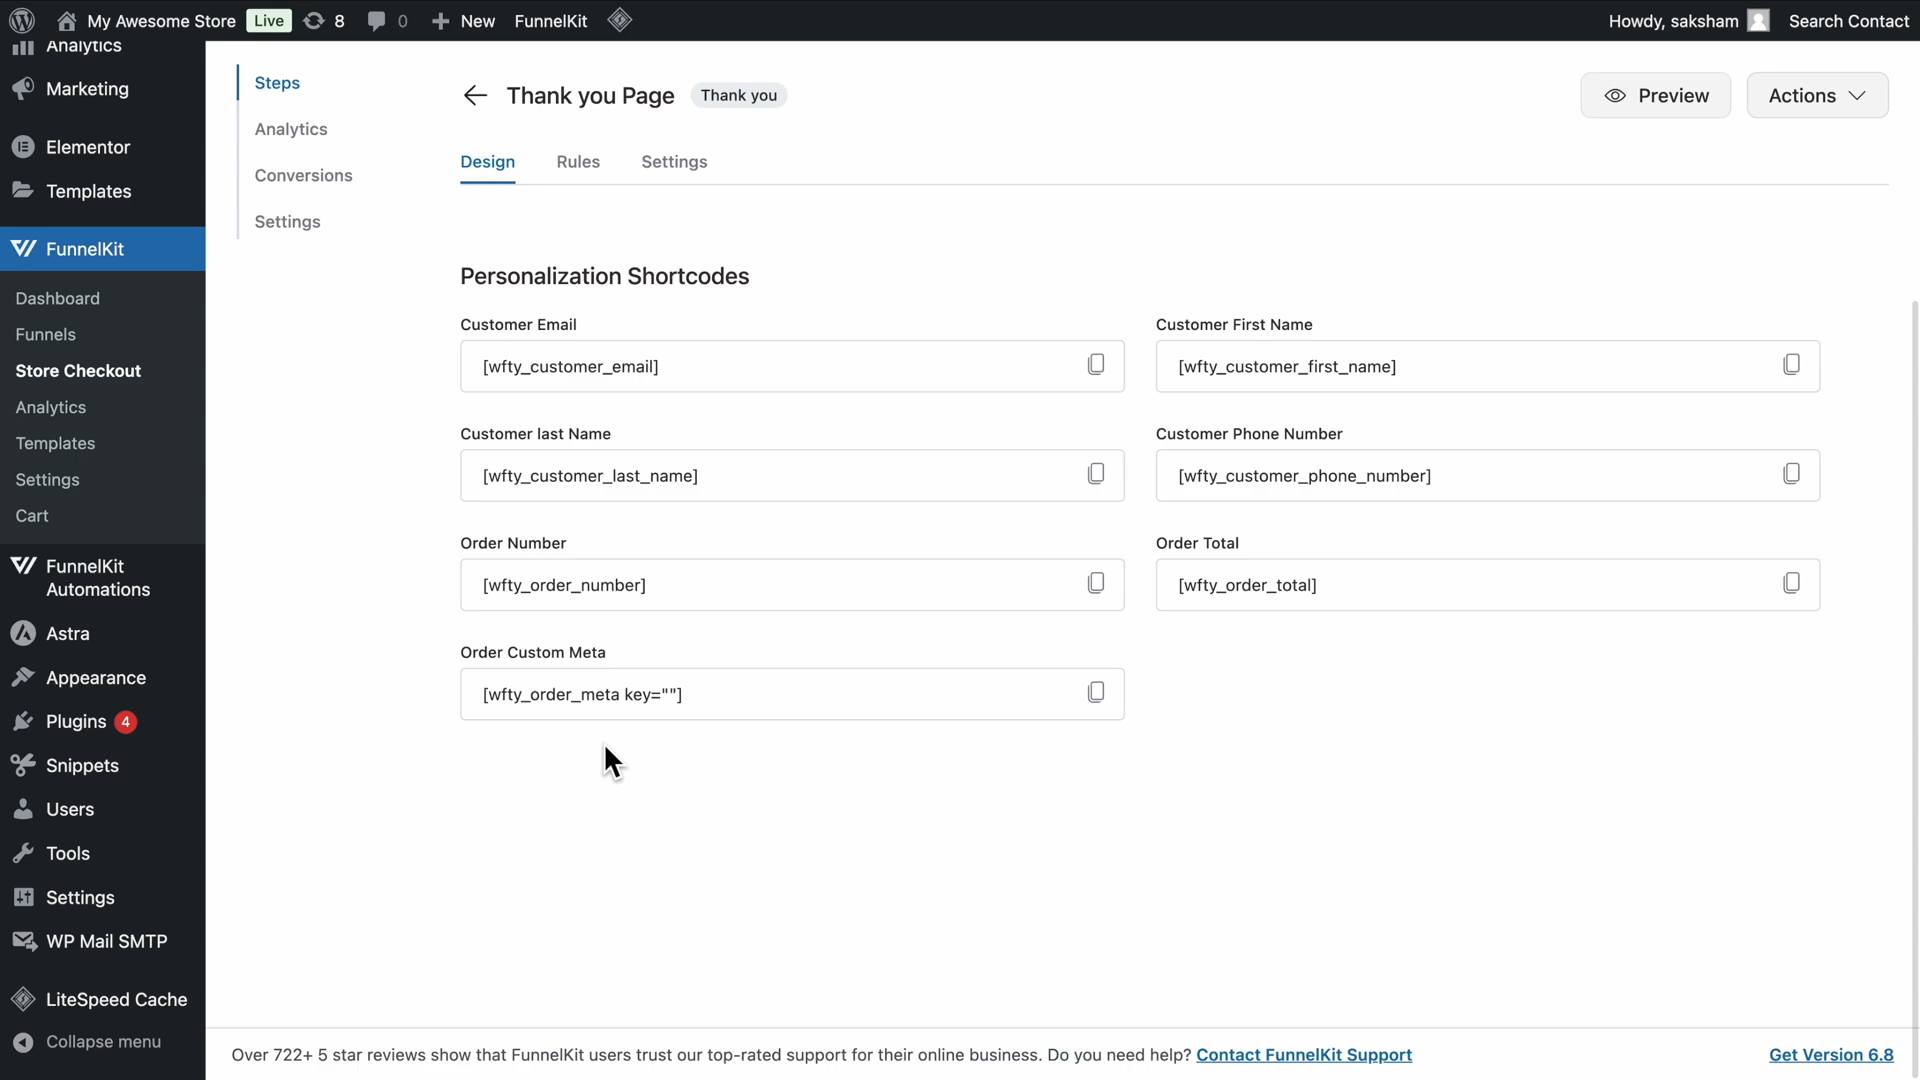 My Awesome Store Live 8 0 New FunnelKit
Howdy, saksham Search Contact
Analytics
Marketing
Elementor
Templates
FunnelKit
Dashboard
Funnels
Store Checkout
Analytics
Templates
Settings
Cart
FunnelKit
Automations
Astra
Appearance
Plugins 4
Snippets
Users
Tools
Settings
WP Mail SMTP
LiteSpeed Cache
Collapse menu
Steps
Analytics
Conversions
Settings
Thank you Page Thank you
Preview Actions
Design Rules Settings
Personalization Shortcodes
Customer Email
[wfty_customer_email]
Customer First Name
[wfty_customer_first_name]
Customer last Name
[wfty_customer_last_name]
Customer Phone Number
[wfty_customer_phone_number]
Order Number
[wfty_order_number]
Order Total
[wfty_order_total]
Order Custom Meta
[wfty_order_meta key=""]
Over 722+ 5 star reviews show that FunnelKit users trust our top-rated support for their online business. Do you need help? Contact FunnelKit Support
Get Version 6.8